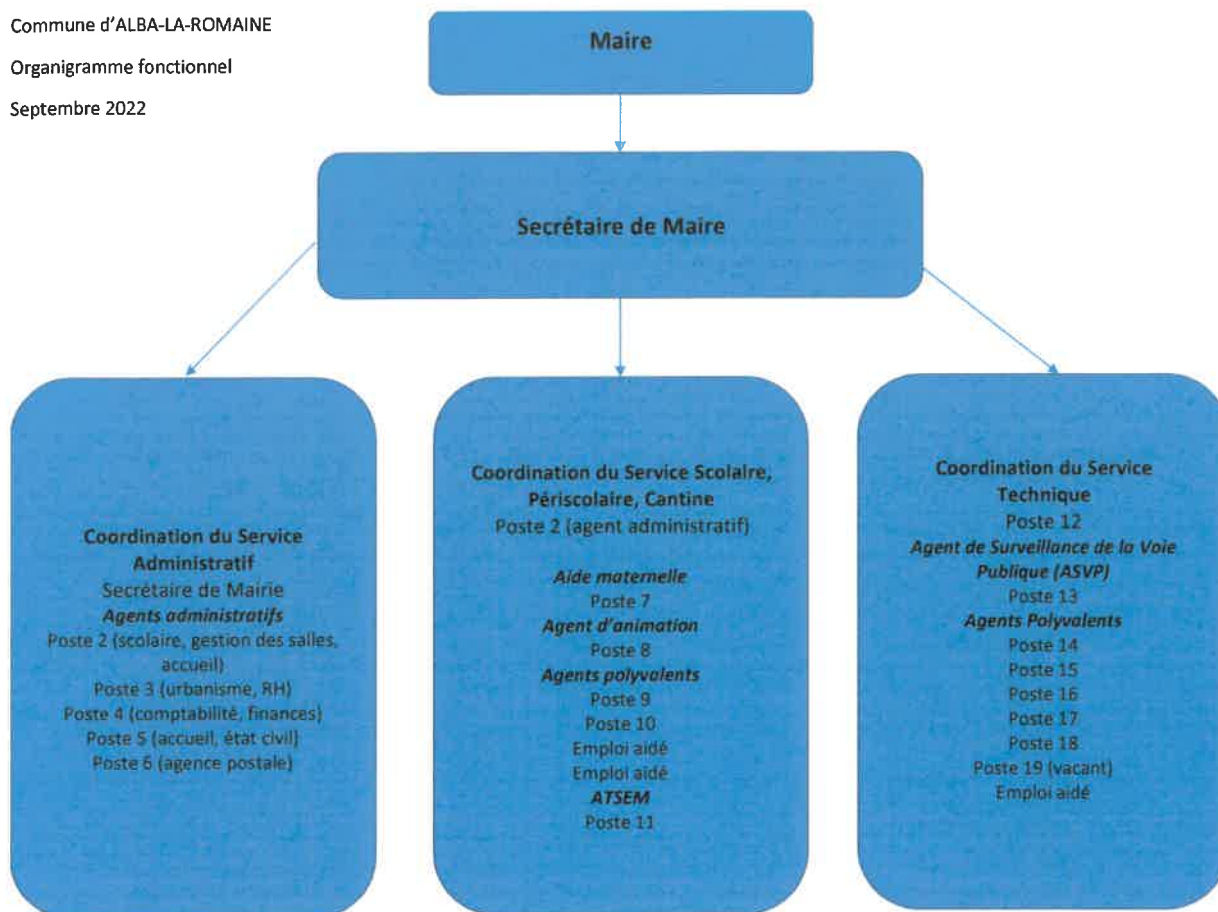 Commune d'ALBA-LA-ROMAINE
Organigramme fonctionnel
Septembre 2022
Maire
Secrétaire de Maire
Coordination du Service
Administratif
Secrétaire de Mairie
Agents administratifs
Poste 2 (scolaire, gestion des salles,
accueil)
Poste 3 (urbanisme, RH)
Poste 4 (comptabilité, finances)
Poste 5 (accueil, état civil)
Poste 6 (agence postale)
Coordination du Service Scolaire,
Périscolaire, Cantine
Poste 2 (agent administratif)
Aide maternelle
Poste 7
Agent d'animation
Poste 8
Agents polyvalents
Poste 9
Poste 10
Emploi aidé
Emploi aidé
ATSEM
Poste 11
Coordination du Service
Technique
Poste 12
Agent de Surveillance de la Voie
Publique (ASVP)
Poste 13
Agents Polyvalents
Poste 14
Poste 15
Poste 16
Poste 17
Poste 18
Poste 19 (vacant)
Emploi aidé